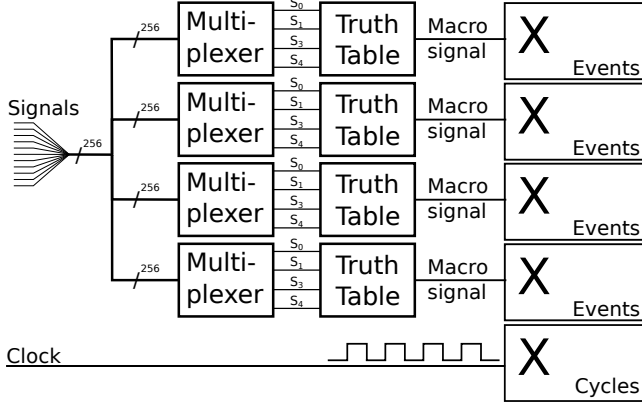 256
Multi-
plexer
S0
S1
S3
S4
Truth
Table
Macro
signal
X
Events
Signals
256
256
Multi-
plexer
S0
S1
S3
S4
Truth
Table
Macro
signal
X
Events
256
Multi-
plexer
S0
S1
S3
S4
Truth
Table
Macro
signal
X
Events
256
Multi-
plexer
S0
S1
S3
S4
Truth
Table
Macro
signal
X
Events
Clock
X
Cycles